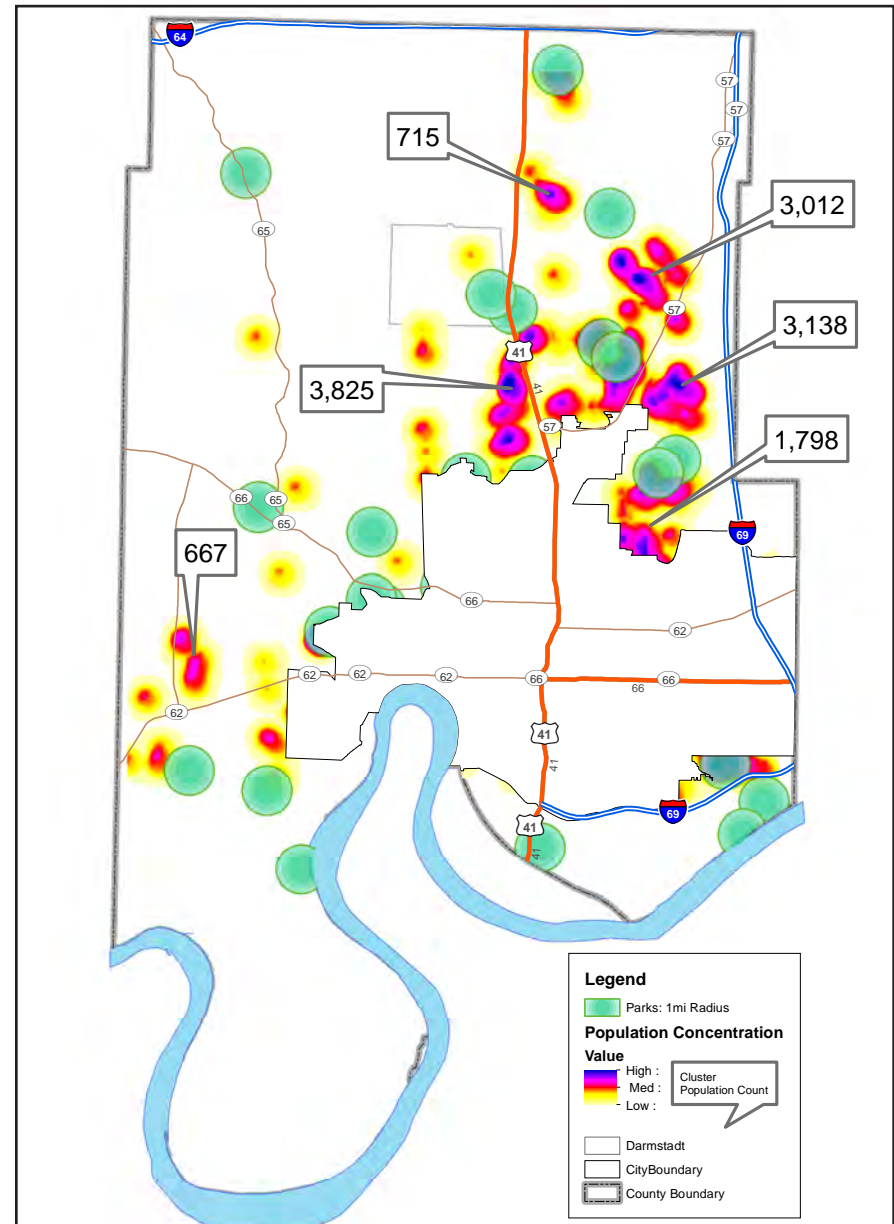 64
57
57
57
715
3,012
65
57
41
41
3,138
3,825
57
1,798
66
65
65
69
667
66
62
62
62
66
66
66
62
41
41
69
41
41
Legend
Parks: 1mi Radius
Population Concentration
Value
High :
Med :
Low :
Cluster
Population Count
Darmstadt
CityBoundary
County Boundary